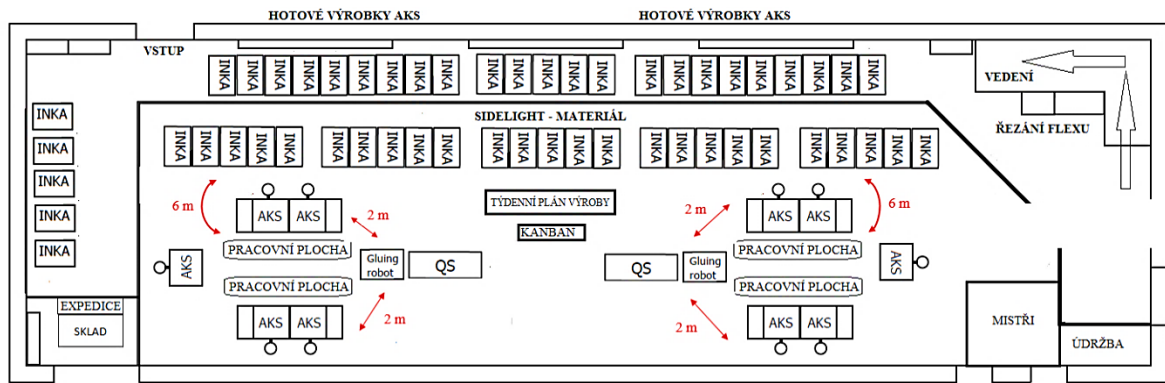 HOTOVÉ VÝROBKY AKS HOTOVÉ VÝROBKY AKS
VSTUP
INKA INKA INKA INKA INKA INKA INKA INKA
INKA INKA INKA INKA INKA
INKA INKA INKA INKA INKA INKA INKA INKA INKA
VEDENÍ
ŘEZÁNÍ FLEXU
SIDELIGHT - MATERIÁL
INKA INKA INKA INKA INKA
INKA INKA INKA INKA INKA
INKA INKA INKA INKA INKA
INKA INKA INKA INKA INKA
INKA INKA INKA INKA INKA
INKA
INKA
INKA
INKA
INKA
6 m
AKS AKS
2 m
TÝDENNÍ PLÁN VÝROBY
KANBAN
2 m
AKS AKS
6 m
PRACOVNÍ PLOCHA
PRACOVNÍ PLOCHA
AKS
Gluing
robot
QS
QS
Gluing
robot
AKS
PRACOVNÍ PLOCHA
PRACOVNÍ PLOCHA
AKS AKS
2 m
2 m
AKS AKS
EXPEDICE
SKLAD
MISTŘI
ÚDRŽBA